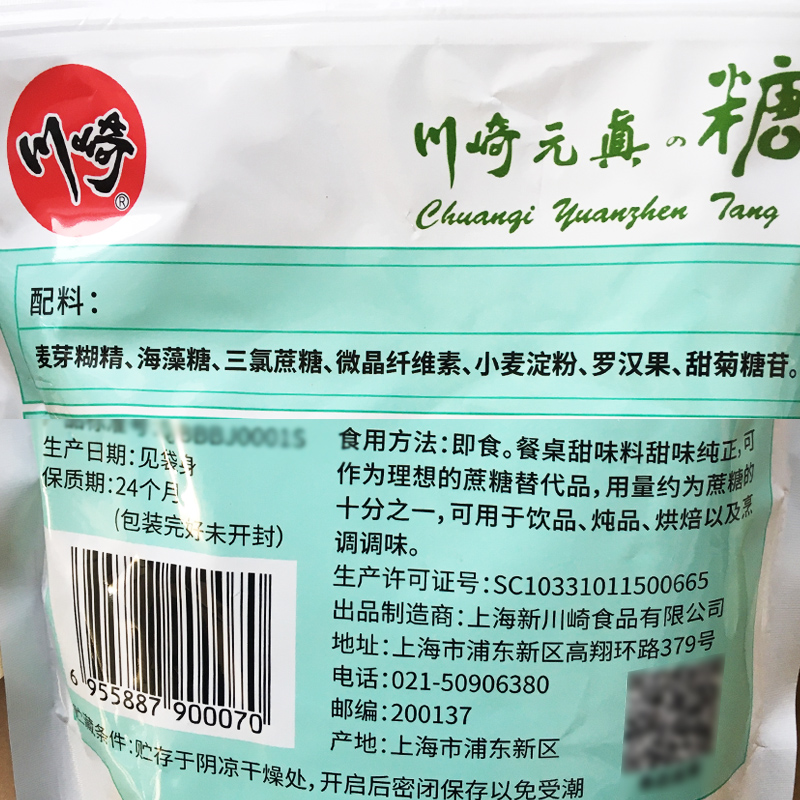 川崎®
川崎元真の糖
Chuanqi Yuanzhen Tang
配料：
麦芽糊精、海藻糖、三氯蔗糖、微晶纤维素、小麦淀粉、罗汉果、甜菊糖苷。
生产日期：见袋身
保质期：24个月
(包装完好未开封)
6 955887 900070
食用方法：即食。餐桌甜味料甜味纯正，可
作为理想的蔗糖替代品，用量约为蔗糖的
十分之一，可用于饮品、炖品、烘焙以及烹
调调味。
生产许可证号：SC10331011500665
出品制造商：上海新川崎食品有限公司
地址：上海市浦东新区高翔环路379号
电话：021-50906380
邮编：200137
产地：上海市浦东新区
贮藏条件：贮存于阴凉干燥处，开启后密闭保存以免受潮